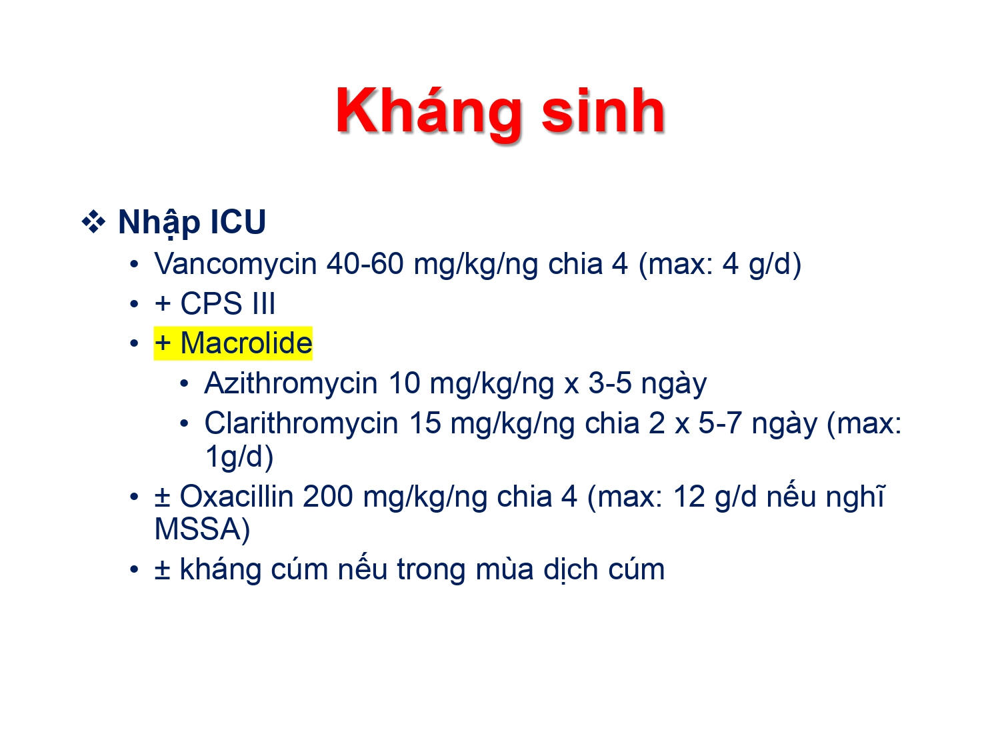 Kháng sinh
❖ Nhập ICU
• Vancomycin 40-60 mg/kg/ng chia 4 (max: 4 g/d)
• + CPS III
• + Macrolide
• Azithromycin 10 mg/kg/ng x 3-5 ngày
• Clarithromycin 15 mg/kg/ng chia 2 x 5-7 ngày (max:
1g/d)
• ± Oxacillin 200 mg/kg/ng chia 4 (max: 12 g/d nếu nghĩ
MSSA)
• ± kháng cúm nếu trong mùa dịch cúm